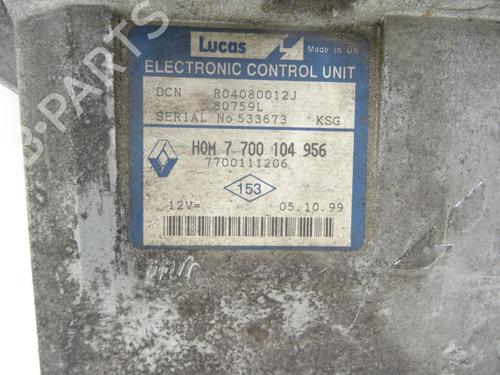 Lucas Made in UK
ELECTRONIC CONTROL UNIT
DCN R04080012J
80759L
SERIAL No 533673 KSG
HOM 7 700 104 956
7700111206
153
12V= 05.10.99
B-PARTS